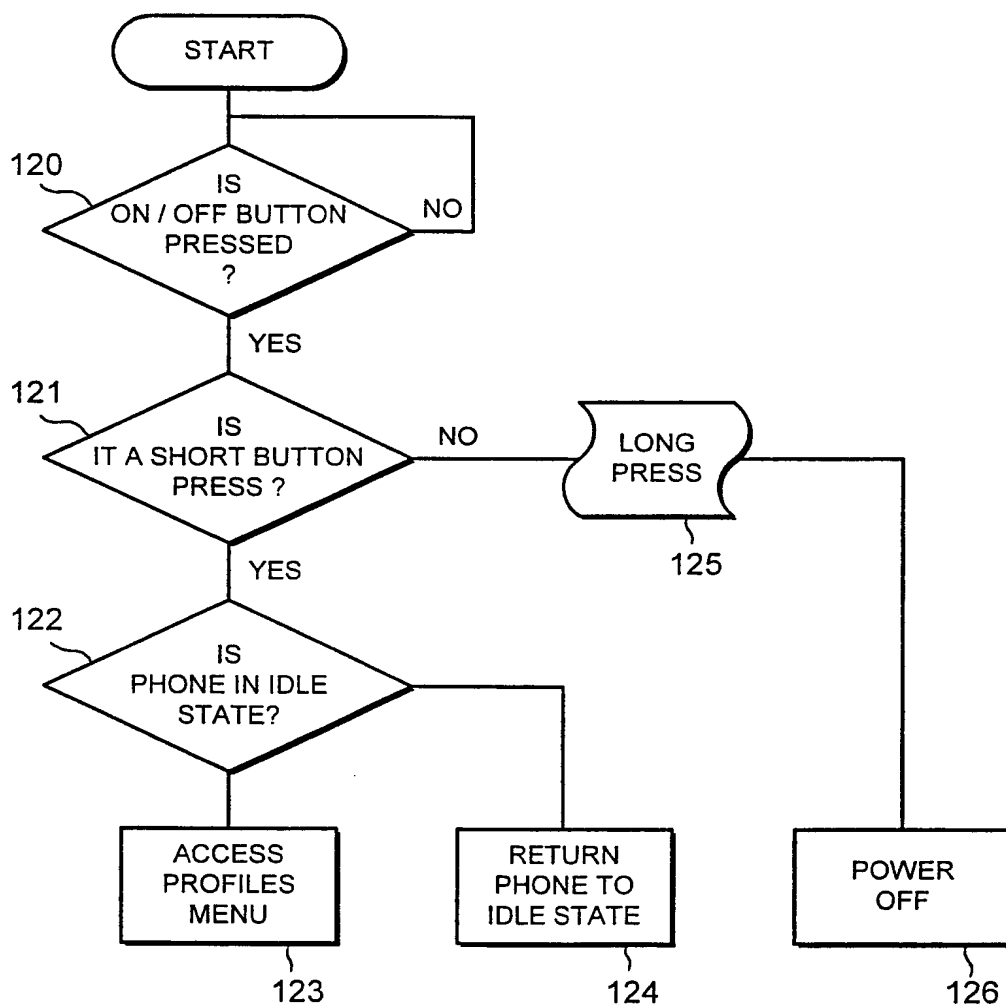 START
120
IS
ON / OFF BUTTON
PRESSED
?
NO
YES
121
IS
IT A SHORT BUTTON
PRESS ?
NO
LONG
PRESS
125
YES
122
IS
PHONE IN IDLE
STATE?
ACCESS
PROFILES
MENU
123
RETURN
PHONE TO
IDLE STATE
124
POWER
OFF
126